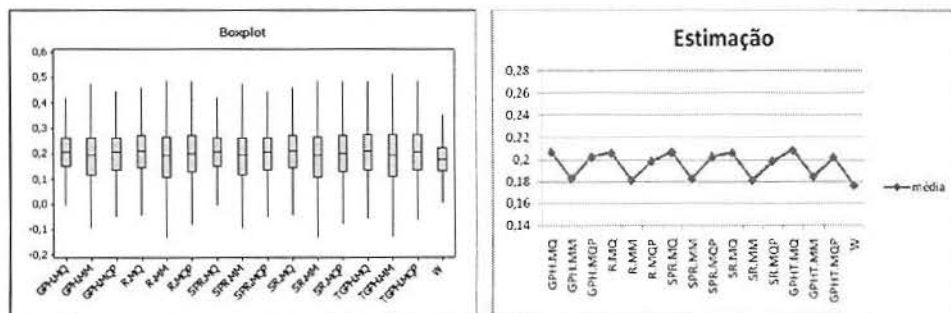 Boxplot
0,6
0,5
0,4
0,3
0,2
0,1
0,0
-0,1
-0,2
GPH.MQ
GPH.MM
GPH.MQP
R.MQ
R.MM
R.MQP
SPR.MQ
SPR.MM
SPR.MQP
SR.MQ
SR.MM
SR.MQP
TGPH.MQ
TGPH.MM
TGPH.MQP
W
Estimação
0,28
0,26
0,24
0,22
0,2
0,18
0,16
0,14
GPH.MQ
GPH.MM
GPH.MQP
R.MQ
R.MM
R.MQP
SPR.MQ
SPR.MM
SPR.MQP
SR.MQ
SR.MM
SR.MQP
GPHT.MQ
GPHT.MM
GPHT.MQP
W
média